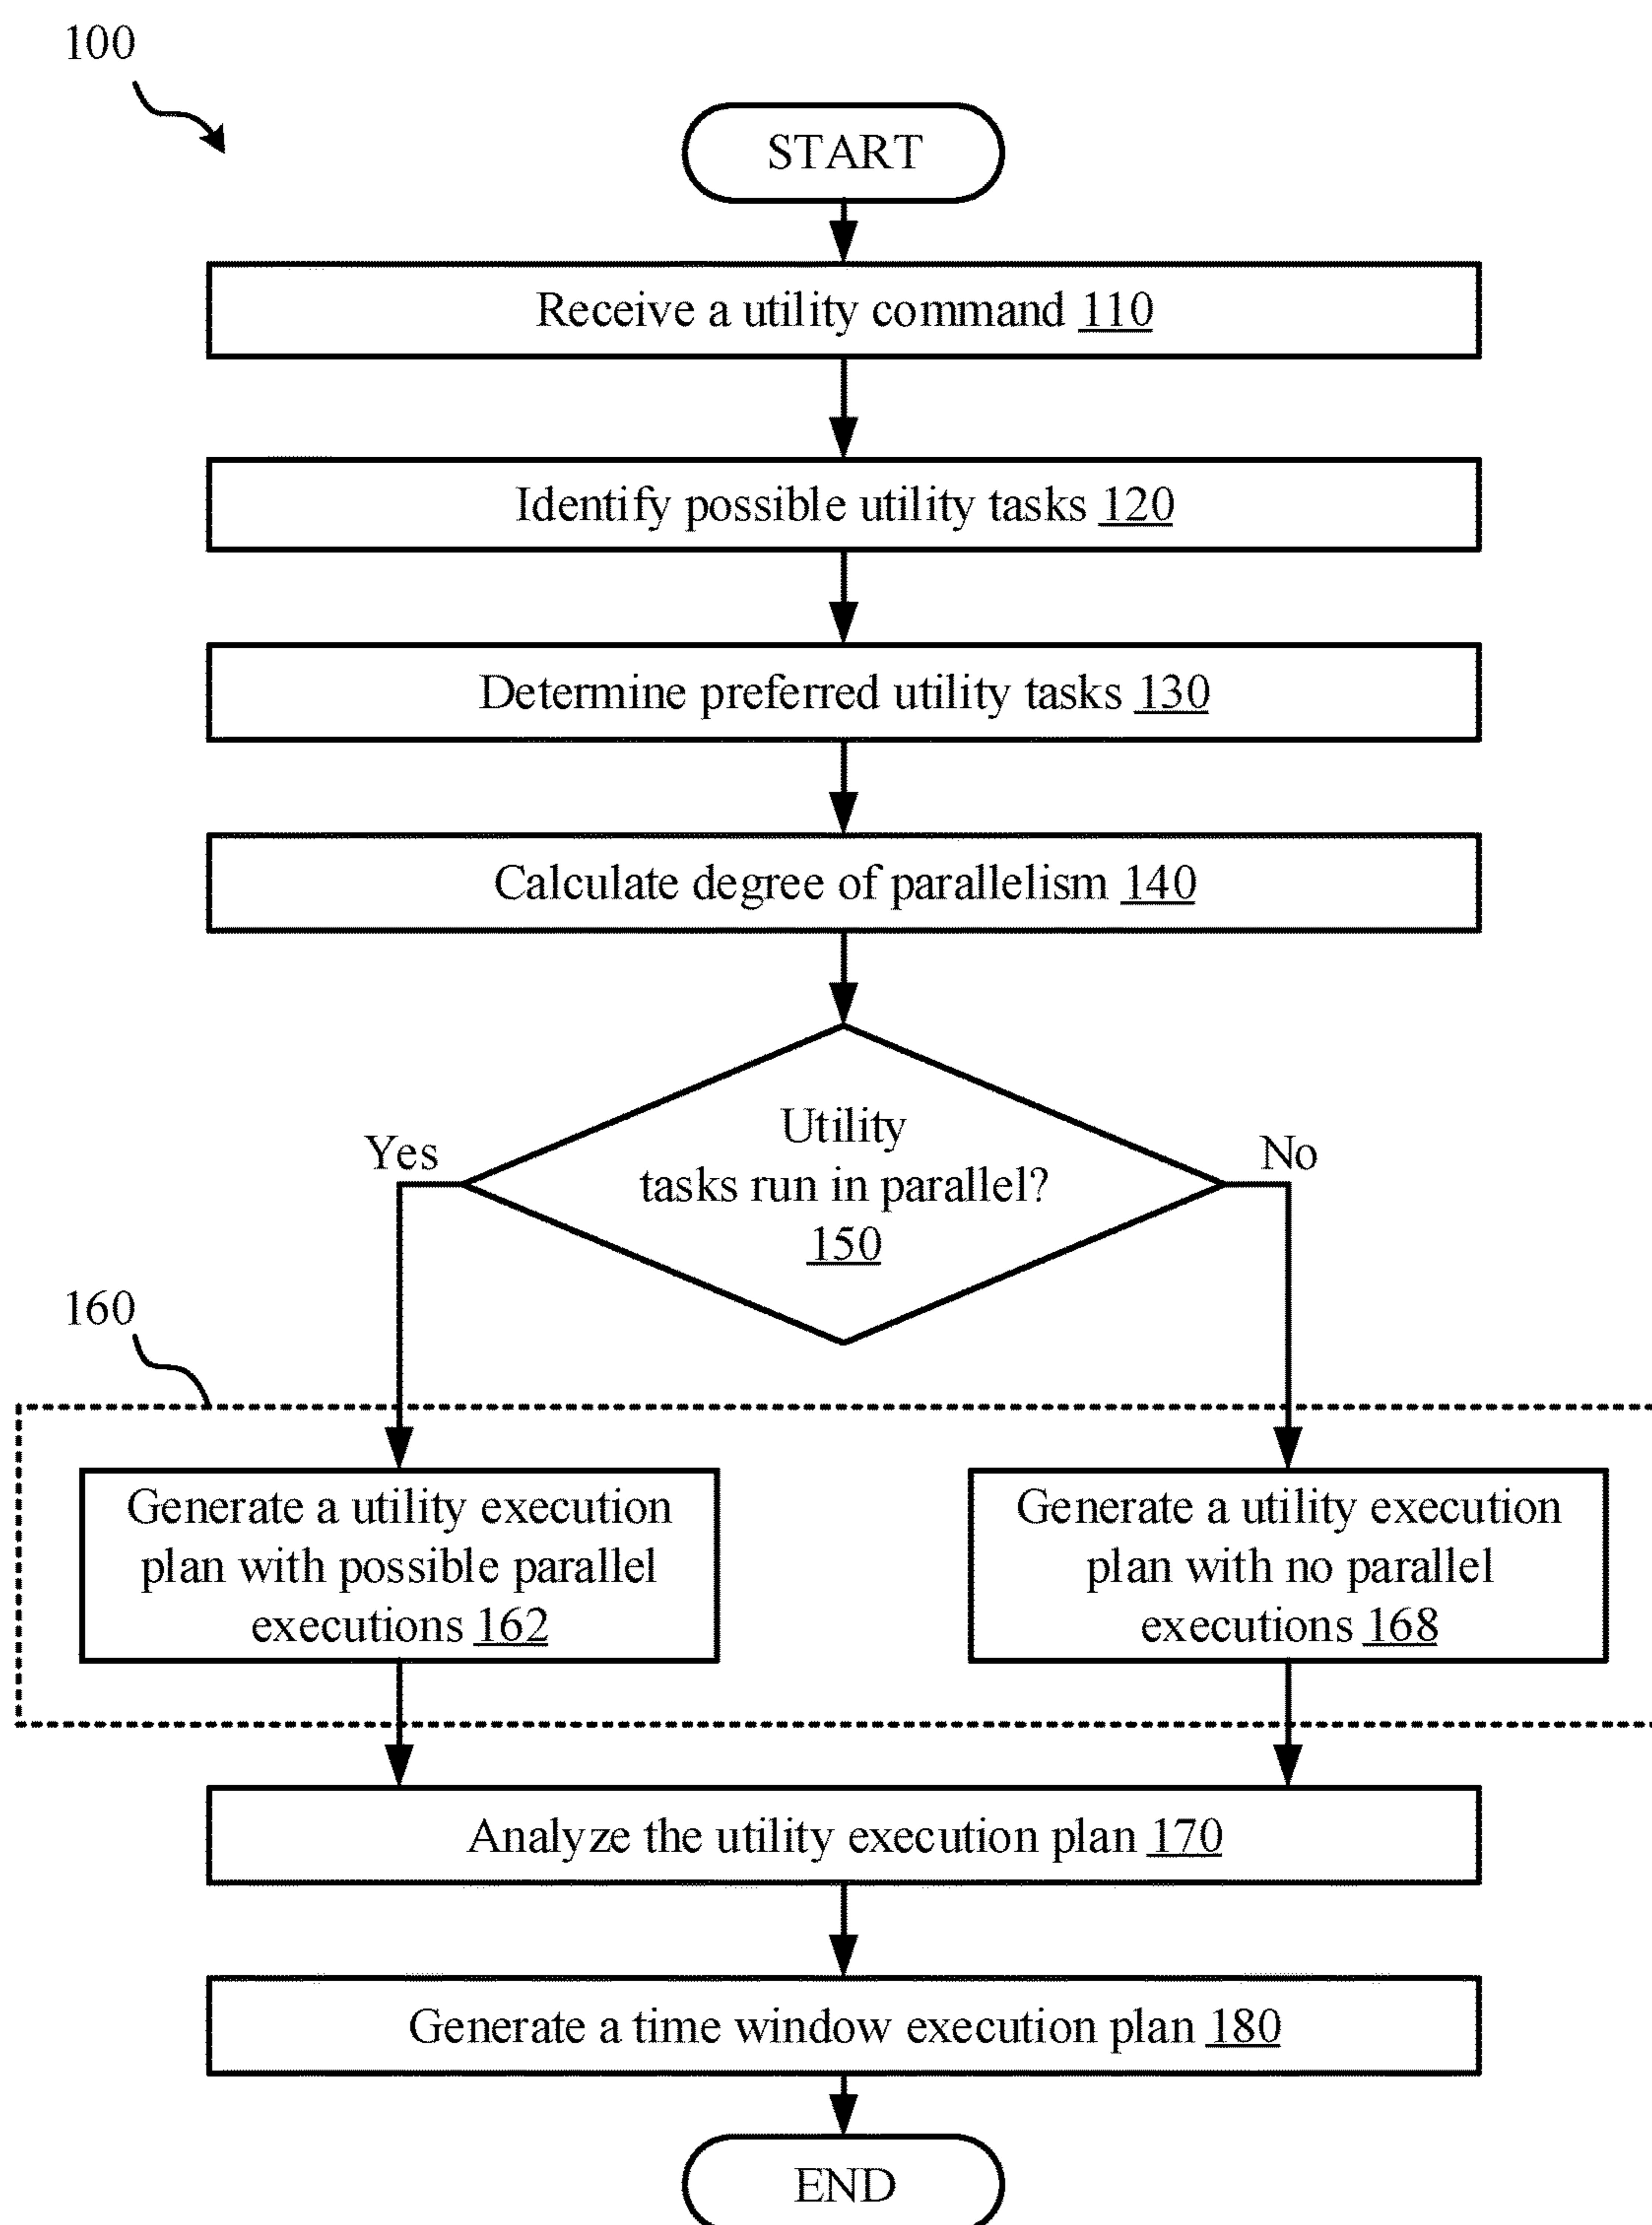 100
START
Receive a utility command 110
Identify possible utility tasks 120
Determine preferred utility tasks 130
Calculate degree of parallelism 140
Utility
tasks run in parallel?
150
Yes
No
160
Generate a utility execution
plan with possible parallel
executions 162
Generate a utility execution
plan with no parallel
executions 168
Analyze the utility execution plan 170
Generate a time window execution plan 180
END